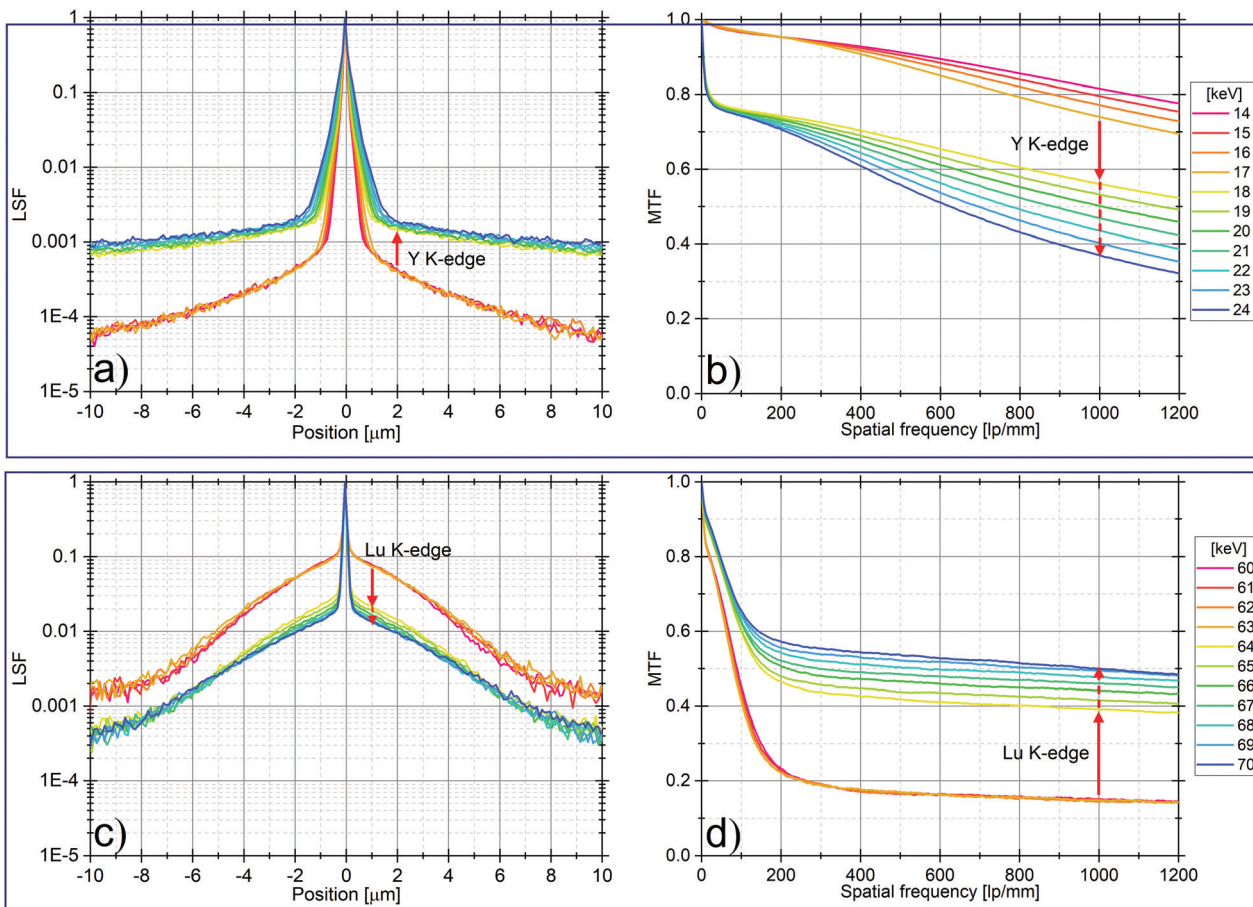 LSF
1
0.1
0.01
0.001
1E-4
1E-5
Y K-edge
a)
-10 -8 -6 -4 -2 0 2 4 6 8 10
Position [μm]
MTF
1.0
0.8
0.6
0.4
0.2
0.0
Y K-edge
b)
0 200 400 600 800 1000 1200
Spatial frequency [lp/mm]
[keV]
14
15
16
17
18
19
20
21
22
23
24
LSF
1
0.1
0.01
0.001
1E-4
1E-5
Lu K-edge
c)
-10 -8 -6 -4 -2 0 2 4 6 8 10
Position [μm]
MTF
1.0
0.8
0.6
0.4
0.2
0.0
Lu K-edge
d)
0 200 400 600 800 1000 1200
Spatial frequency [lp/mm]
[keV]
60
61
62
63
64
65
66
67
68
69
70